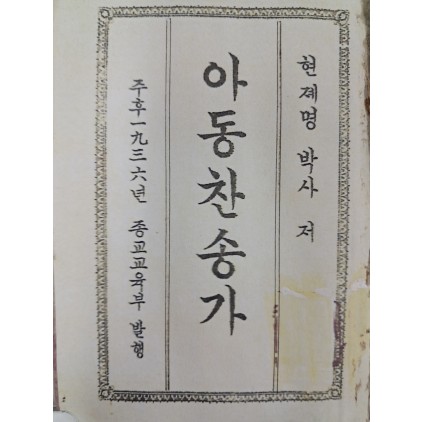 현제명 박사 저
아동찬송가
주후一九三六년 종교교육부 발행